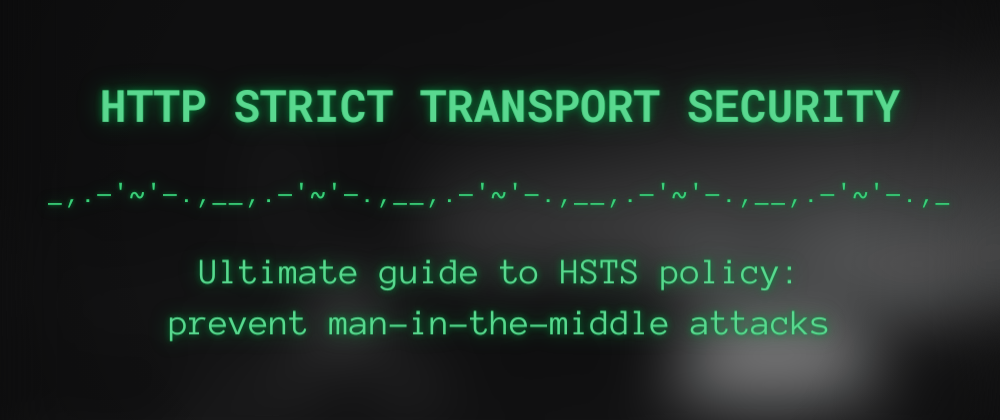 HTTP STRICT TRANSPORT SECURITY
_,.–'~'–.,__,.–'~'–.,__,.–'~'–.,__,.–'~'–.,__,.–'~'–.,_
Ultimate guide to HSTS policy:
prevent man–in–the–middle attacks